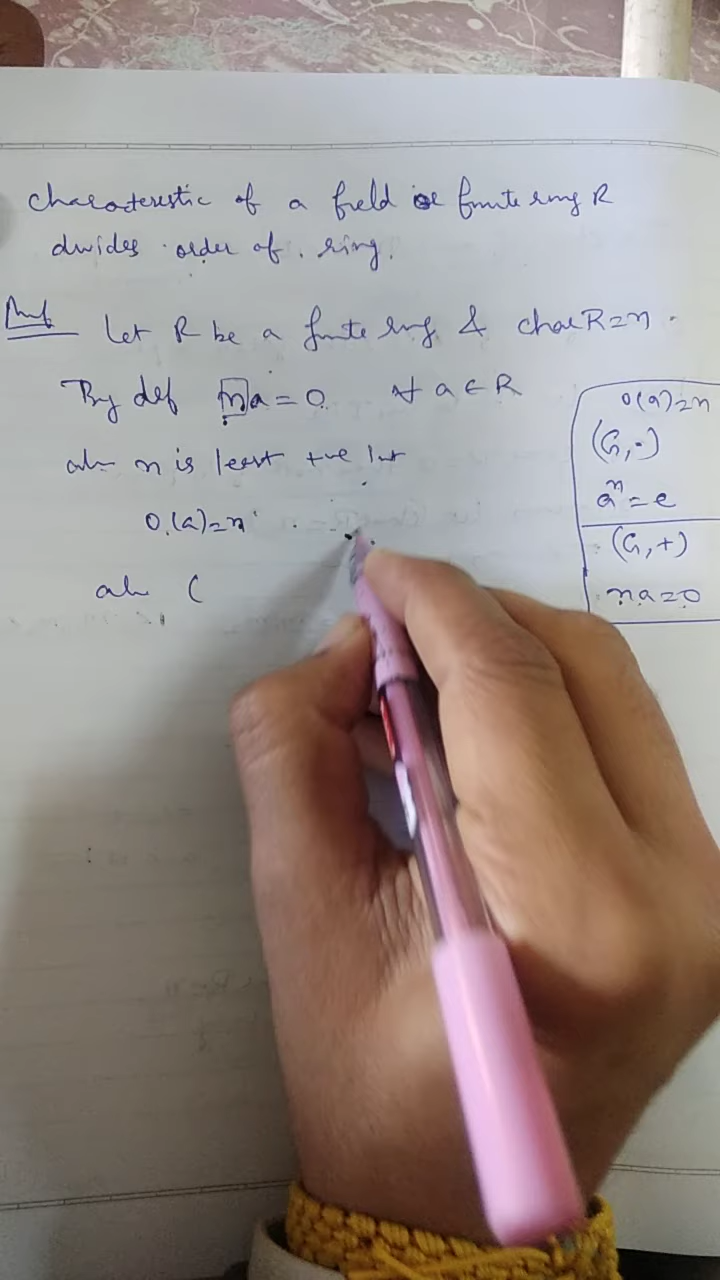 characterstic of a field or finite ring R
divides order of ring.
Proof Let R be a finite ring & char R = n.
By def na = 0 ∀ a ∈ R
also n is least +ve int
O(a) = n
also (
O(a) = n
(G, ·)
aⁿ = e
(G, +)
na = 0